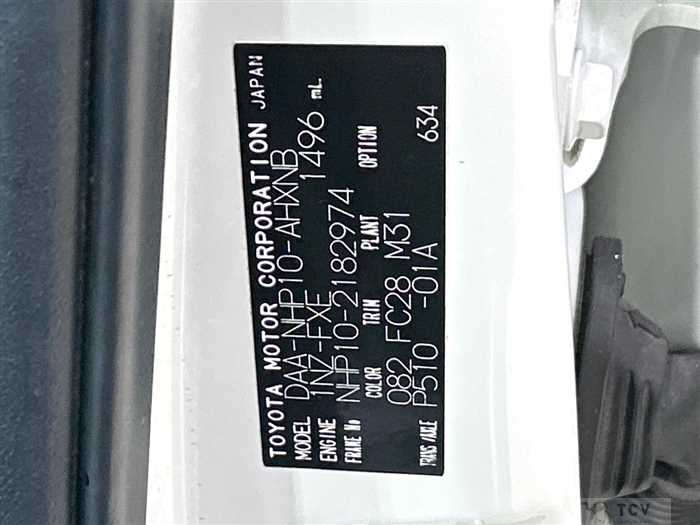 TOYOTA MOTOR CORPORATION JAPAN
MODEL DAA-NHP10-AHXNB
ENGINE 1NZ-FXE 1496 mL.
FRAME No NHP10-2182974
COLOR TRIM PLANT OPTION
082 FC28 M31
TRANS/AXLE P510 -01A 634
TCV